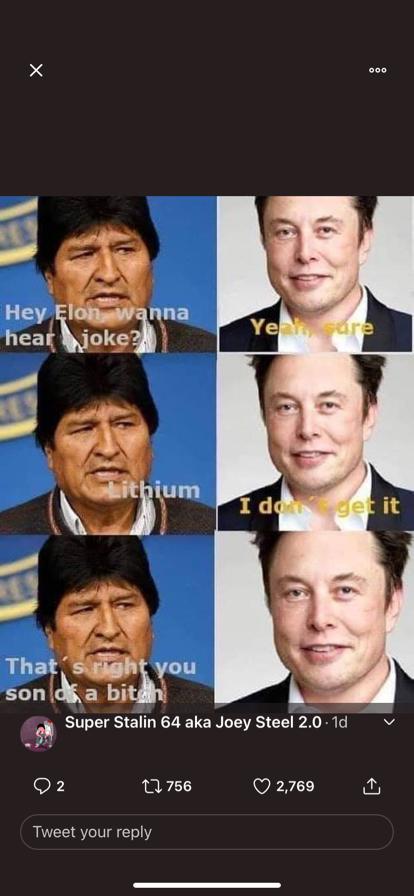 Hey Elon, wanna
hear a joke?
Yeah, sure
Lithium
I don´t get it
That´s right you
son of a bitch
Super Stalin 64 aka Joey Steel 2.0 · 1d
2
756
2,769
Tweet your reply